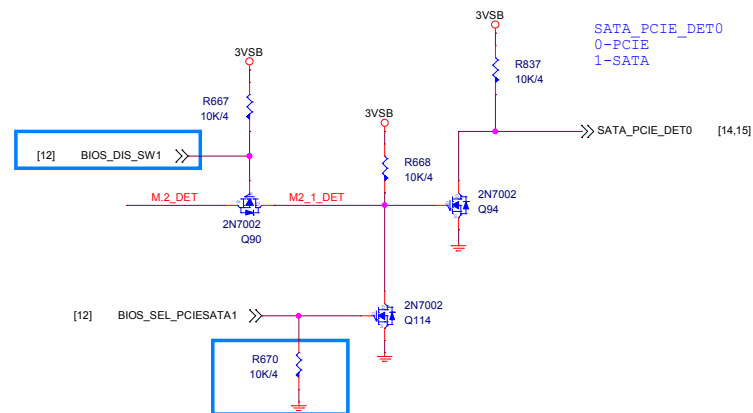 SATA_PCIE_DET0
0-PCIE
1-SATA
3VSB
R837
10K/4
3VSB
R667
10K/4
3VSB
R668
10K/4
SATA_PCIE_DET0 [14,15]
[12] BIOS_DIS_SW1
2N7002
Q94
M.2_DET
M2_1_DET
2N7002
Q90
2N7002
Q114
[12] BIOS_SEL_PCIESATA1
R670
10K/4